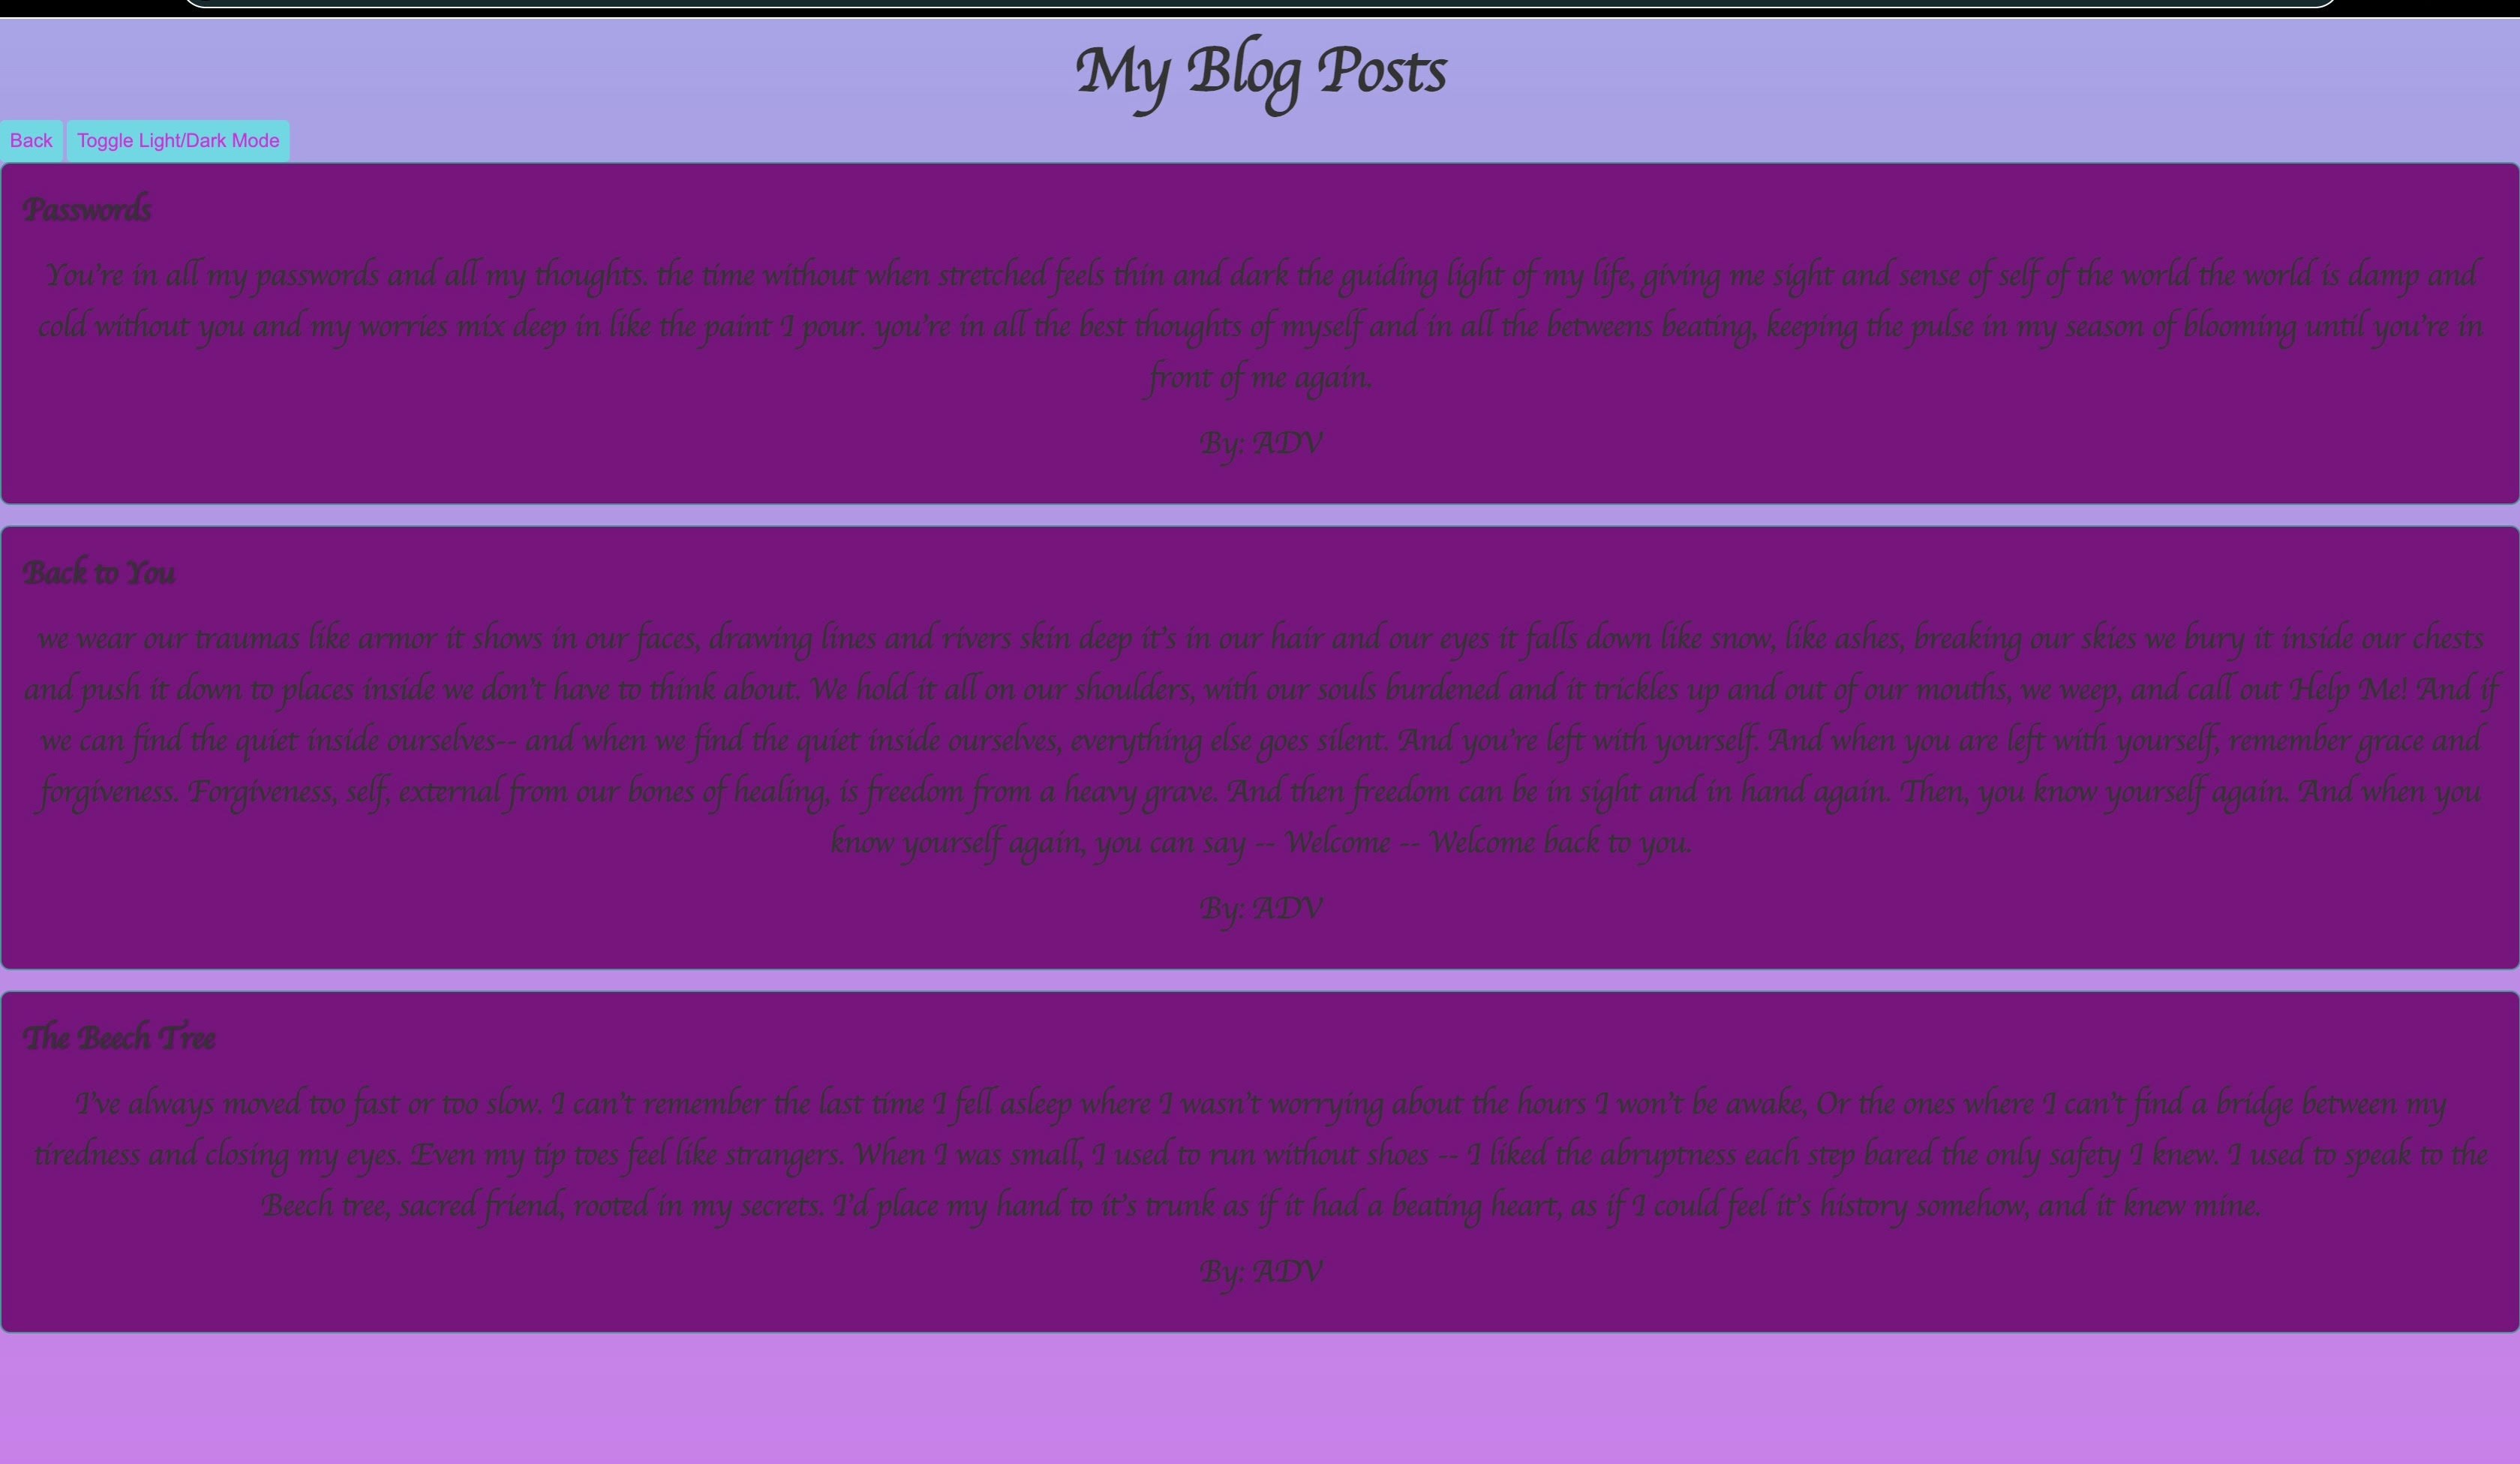 My Blog Posts
Back
Toggle Light/Dark Mode
Passwords
You're in all my passwords and all my thoughts. the time without when stretched feels thin and dark the guiding light of my life, giving me sight and sense of self of the world the world is damp and
cold without you and my worries mix deep in like the paint I pour. you're in all the best thoughts of myself and in all the betweens beating, keeping the pulse in my season of blooming until you're in
front of me again.
By: ADV
Back to You
we wear our traumas like armor it shows in our faces, drawing lines and rivers skin deep it's in our hair and our eyes it falls down like snow, like ashes, breaking our skies we bury it inside our chests
and push it down to places inside we don't have to think about. We hold it all on our shoulders, with our souls burdened and it trickles up and out of our mouths, we weep, and call out Help Me! And if
we can find the quiet inside ourselves-- and when we find the quiet inside ourselves, everything else goes silent. And you're left with yourself. And when you are left with yourself, remember grace and
forgiveness. Forgiveness, self, external from our bones of healing, is freedom from a heavy grave. And then freedom can be in sight and in hand again. Then, you know yourself again. And when you
know yourself again, you can say -- Welcome -- Welcome back to you.
By: ADV
The Beech Tree
I've always moved too fast or too slow. I can't remember the last time I fell asleep where I wasn't worrying about the hours I won't be awake, Or the ones where I can't find a bridge between my
tiredness and closing my eyes. Even my tip toes feel like strangers. When I was small, I used to run without shoes -- I liked the abruptness each step bared the only safety I knew. I used to speak to the
Beech tree, sacred friend, rooted in my secrets. I'd place my hand to it's trunk as if it had a beating heart, as if I could feel it's history somehow, and it knew mine.
By: ADV